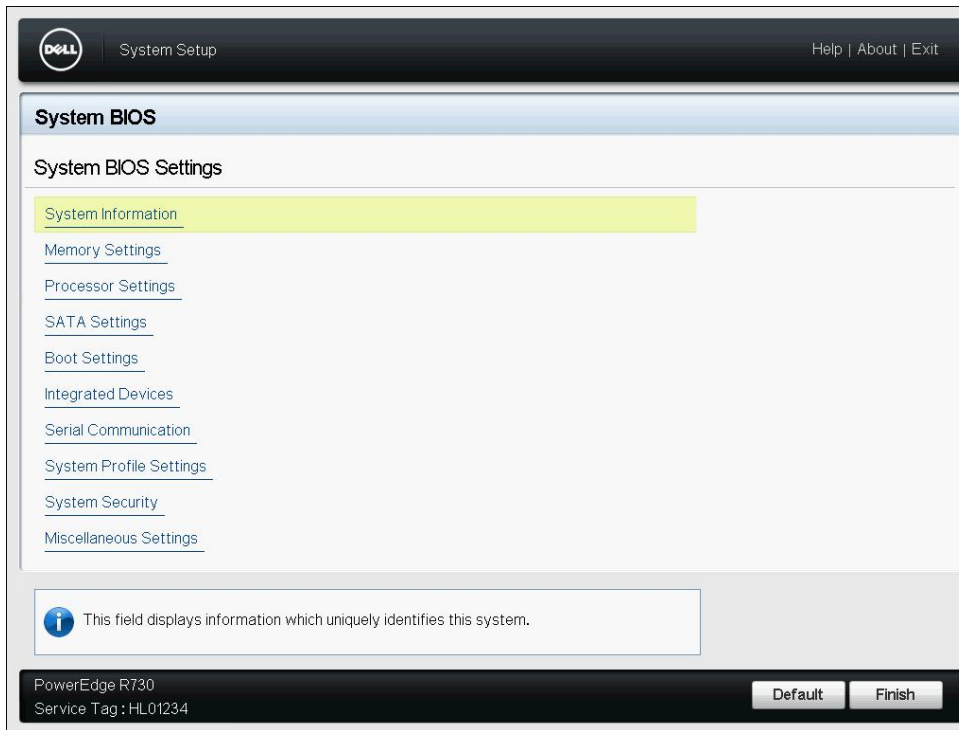 DELL
System Setup
Help | About | Exit
System BIOS
System BIOS Settings
System Information
Memory Settings
Processor Settings
SATA Settings
Boot Settings
Integrated Devices
Serial Communication
System Profile Settings
System Security
Miscellaneous Settings
This field displays information which uniquely identifies this system.
PowerEdge R730
Service Tag : HL01234
Default
Finish